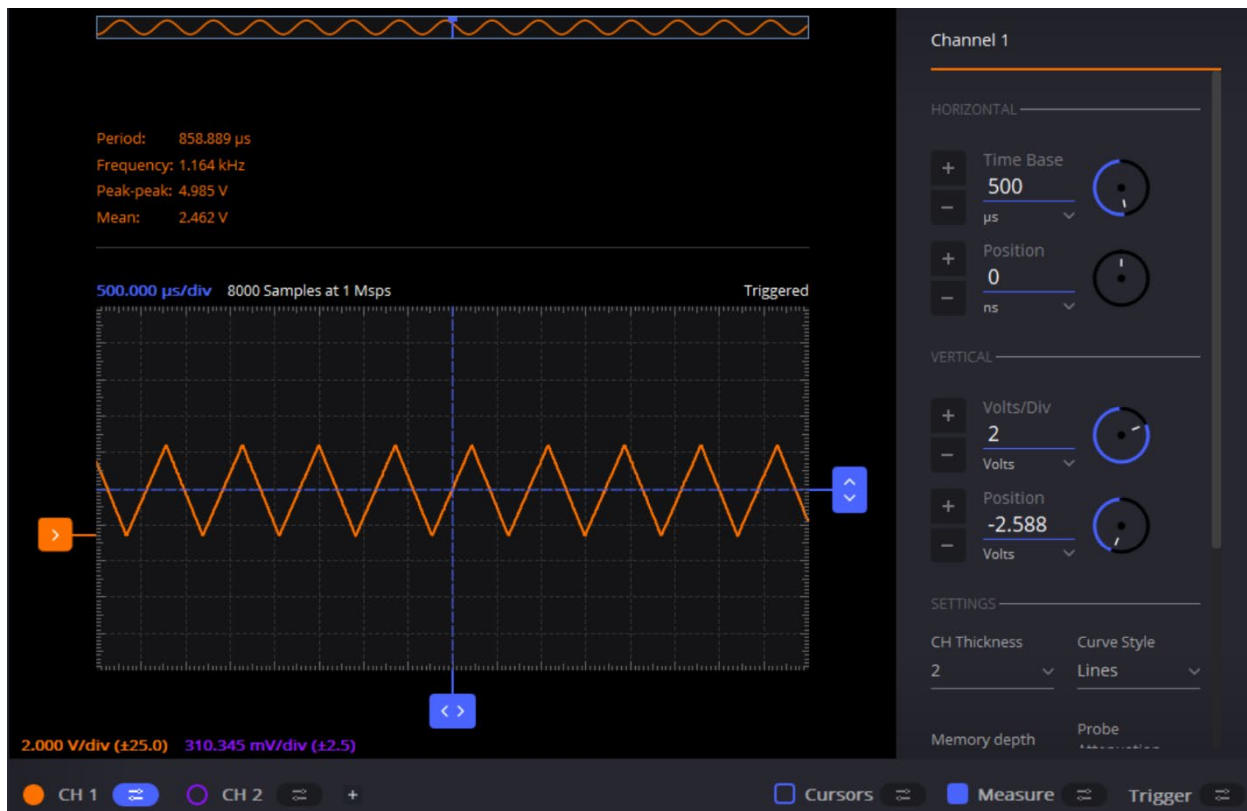 Channel 1
HORIZONTAL
Period: 858.889 µs
Frequency: 1.164 kHz
Peak-peak: 4.985 V
Mean: 2.462 V
+
Time Base
500
−
µs
+
Position
0
−
ns
500.000 µs/div 8000 Samples at 1 Msps Triggered
VERTICAL
+
Volts/Div
2
−
Volts
+
Position
-2.588
−
Volts
SETTINGS
CH Thickness Curve Style
2 Lines
Memory depth Probe
2.000 V/div (±25.0) 310.345 mV/div (±2.5)
CH 1 CH 2 + Cursors Measure Trigger